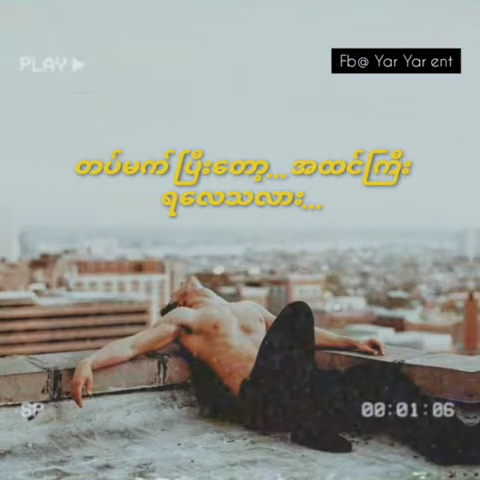 PLAY ▶
Fb@ Yar Yar ent
တပ်မက် ပြီးတော့...အထင်ကြီး
ရလေသလား...
SP
00:01:06